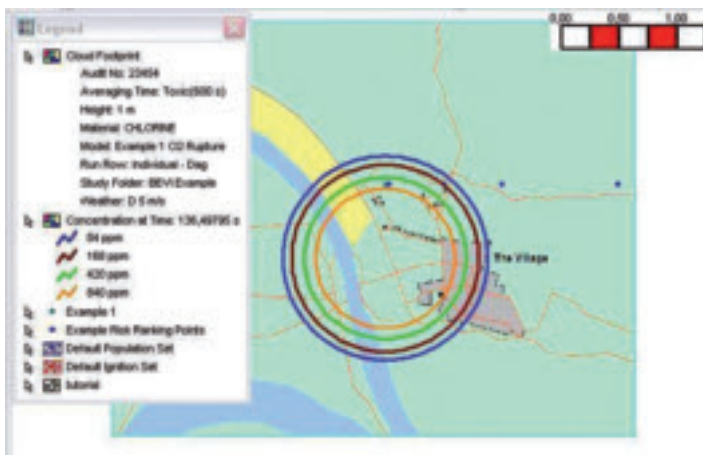 Legend
Cloud Footprint
Audit No: 23454
Averaging Time: Toxic(600 s)
Height: 1 m
Material: CHLORINE
Model: Example 1 CO Rupture
Run Row: Individual - Dag
Study Folder: BEVI Example
Weather: D 5 m/s
Concentration at Time: 136,49795 s
84 ppm
168 ppm
420 ppm
840 ppm
Example 1
Example Risk Ranking Points
Default Population Set
Default Ignition Set
tutorial
0.00 0.50 1.00
The Village